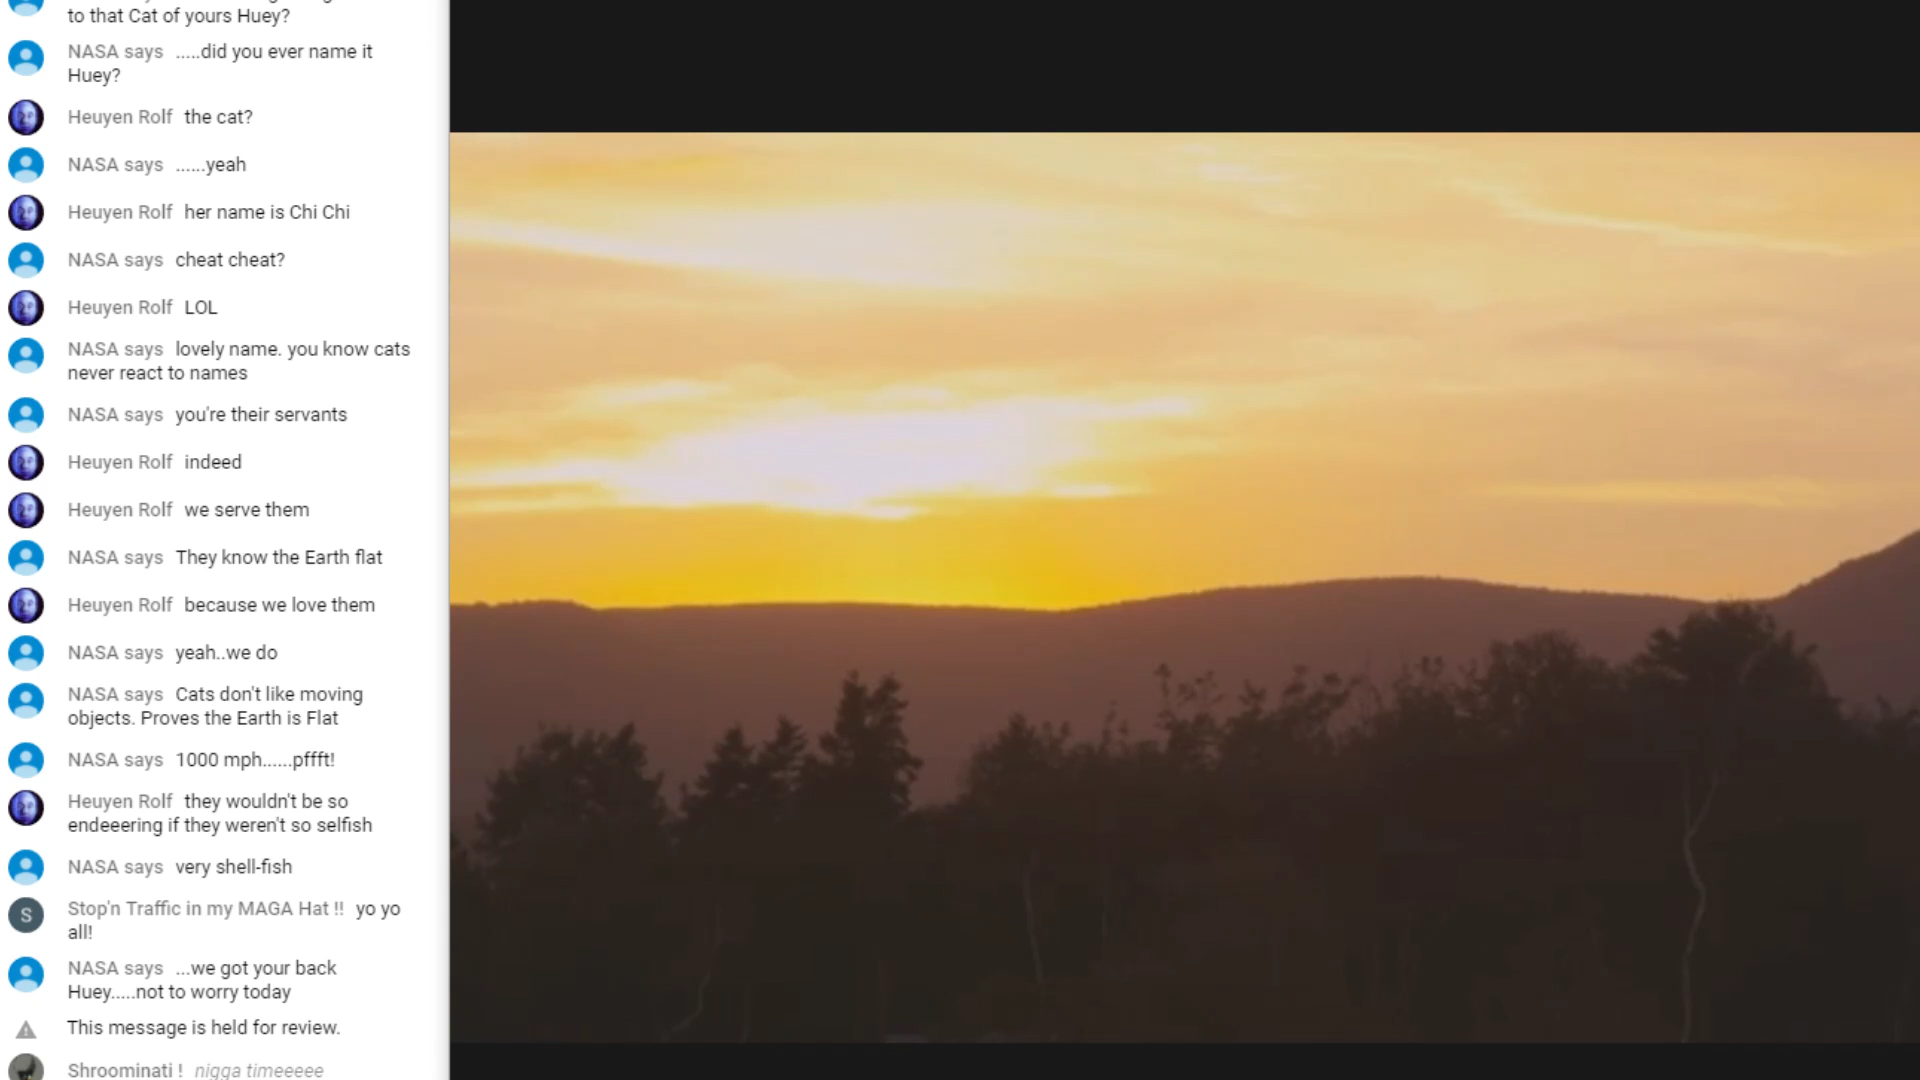 to that Cat of yours Huey?
NASA says .....did you ever name it
Huey?
Heuyen Rolf the cat?
NASA says ......yeah
Heuyen Rolf her name is Chi Chi
NASA says cheat cheat?
Heuyen Rolf LOL
NASA says lovely name. you know cats
never react to names
NASA says you're their servants
Heuyen Rolf indeed
Heuyen Rolf we serve them
NASA says They know the Earth flat
Heuyen Rolf because we love them
NASA says yeah..we do
NASA says Cats don't like moving
objects. Proves the Earth is Flat
NASA says 1000 mph......pffft!
Heuyen Rolf they wouldn't be so
endeeering if they weren't so selfish
NASA says very shell-fish
S Stop'n Traffic in my MAGA Hat !! yo yo
all!
NASA says ...we got your back
Huey.....not to worry today
This message is held for review.
Shroominati ! nigga timeeeee